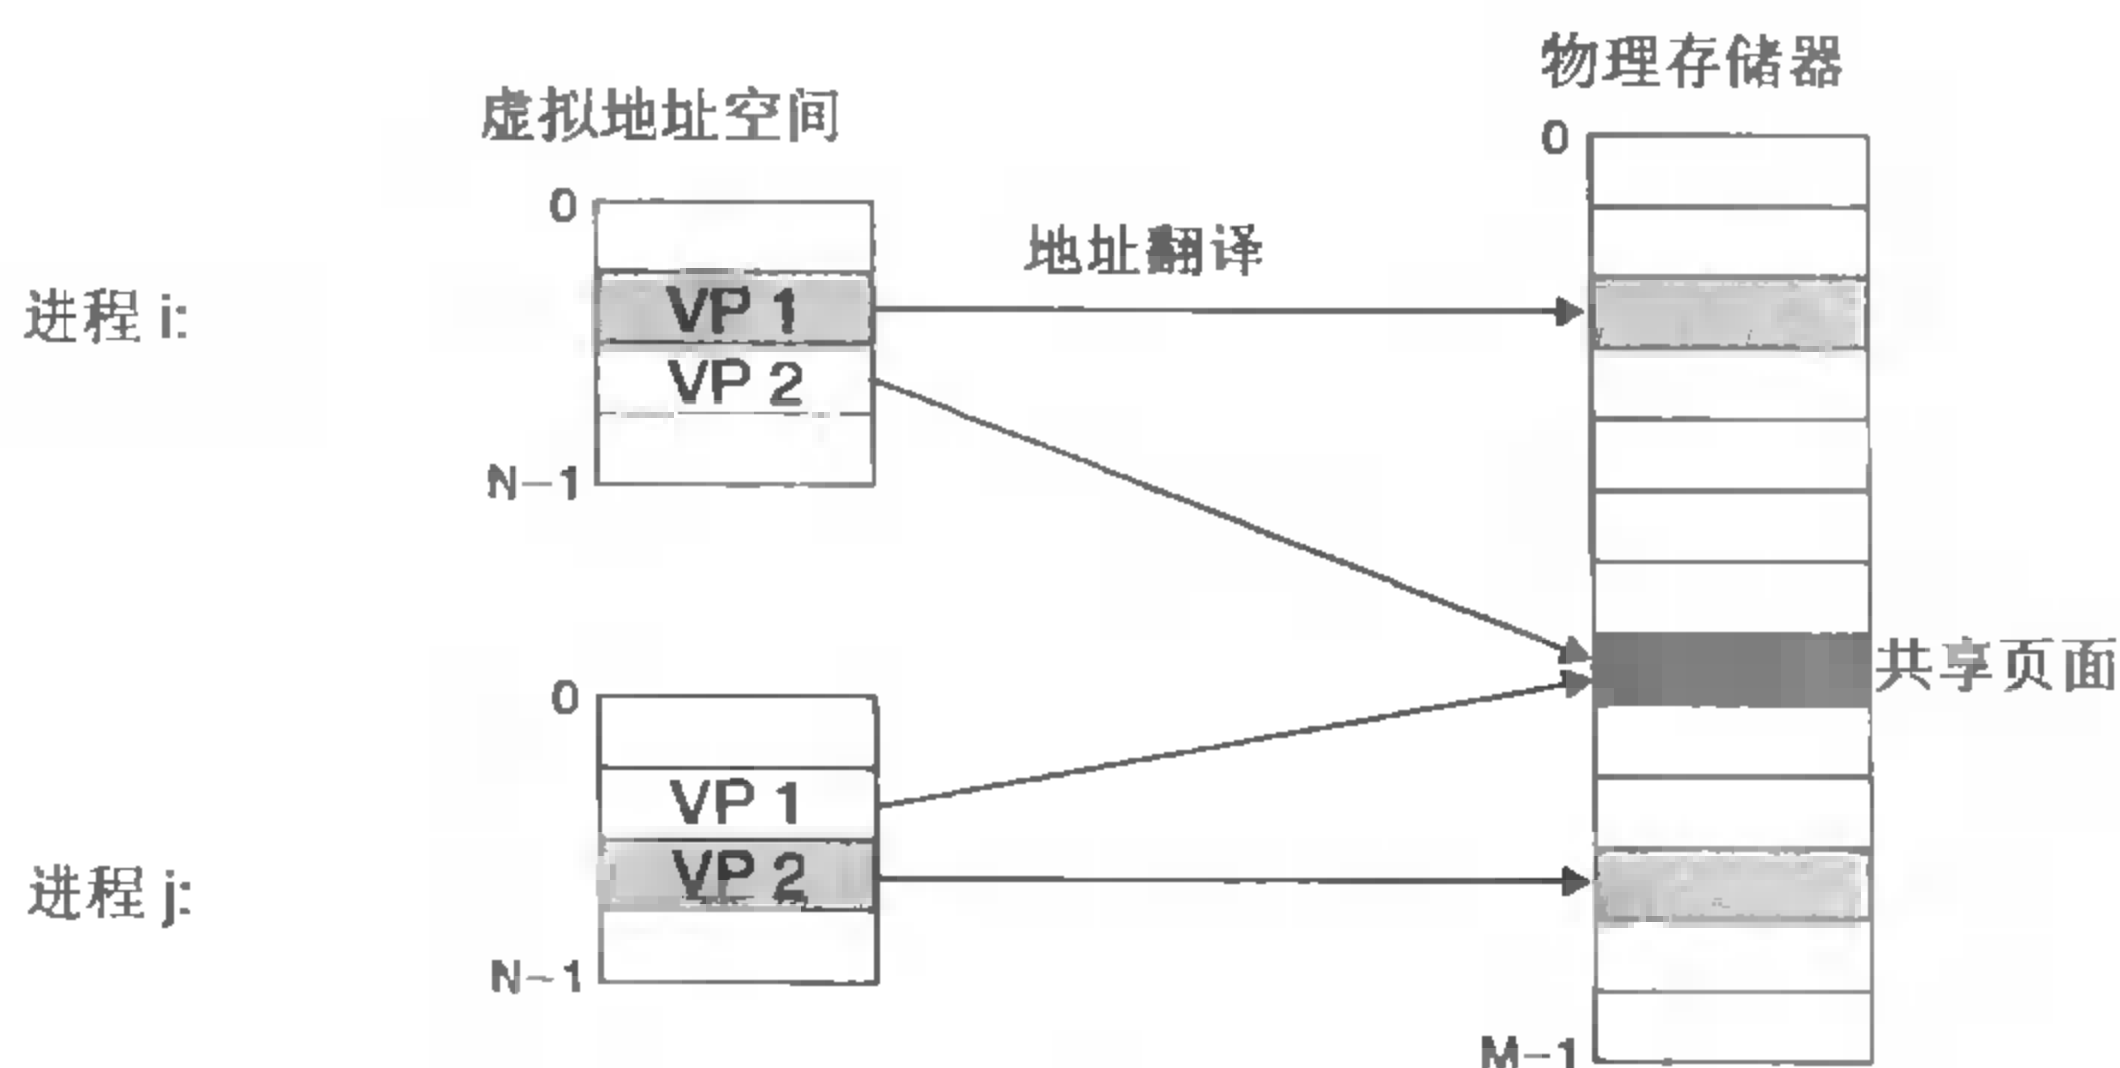 物理存储器
虚拟地址空间
0
0
地址翻译
进程 i:
VP 1
VP 2
N-1
共享页面
0
VP 1
VP 2
进程 j:
N-1
M-1